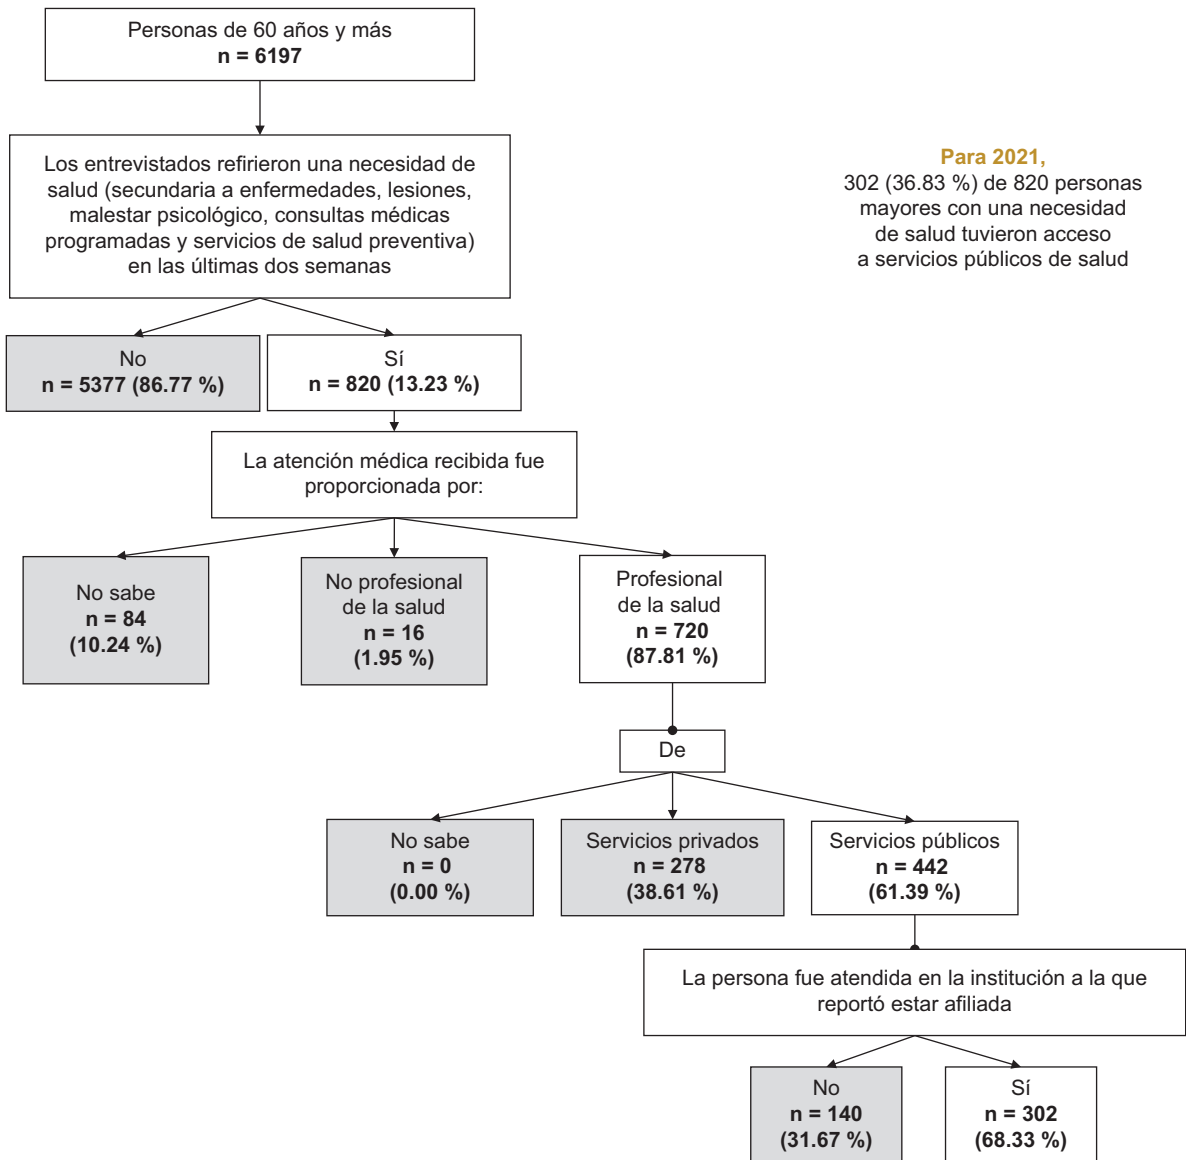 Personas de 60 años y más
n = 6197
Los entrevistados refirieron una necesidad de
salud (secundaria a enfermedades, lesiones,
malestar psicológico, consultas médicas
programadas y servicios de salud preventiva)
en las últimas dos semanas
Para 2021,
302 (36.83 %) de 820 personas
mayores con una necesidad
de salud tuvieron acceso
a servicios públicos de salud
No
n = 5377 (86.77 %)
Sí
n = 820 (13.23 %)
La atención médica recibida fue
proporcionada por:
No sabe
n = 84
(10.24 %)
No profesional
de la salud
n = 16
(1.95 %)
Profesional
de la salud
n = 720
(87.81 %)
De
No sabe
n = 0
(0.00 %)
Servicios privados
n = 278
(38.61 %)
Servicios públicos
n = 442
(61.39 %)
La persona fue atendida en la institución a la que
reportó estar afiliada
No
n = 140
(31.67 %)
Sí
n = 302
(68.33 %)